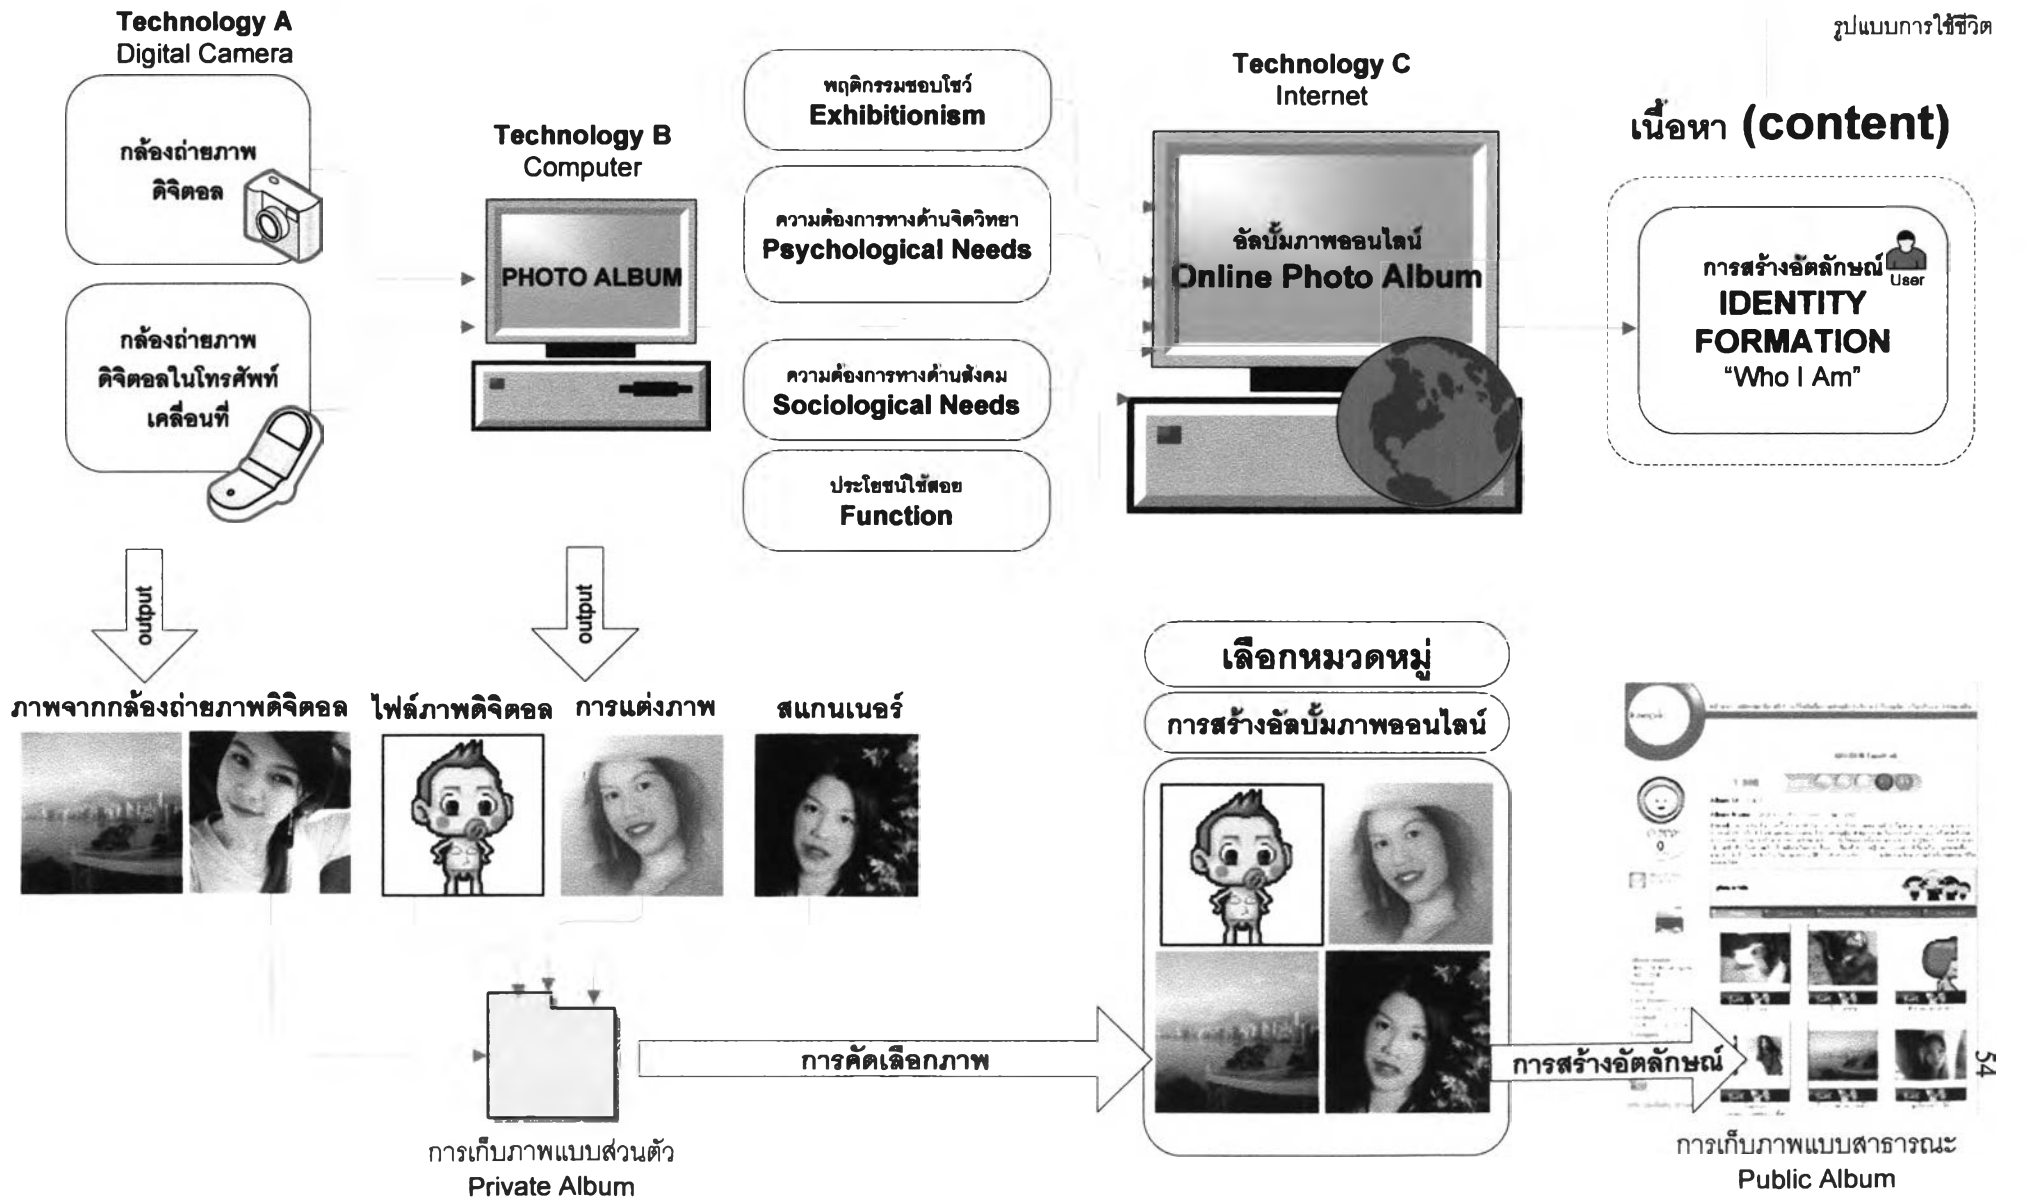 รูปแบบการใช้ชีวิต
Technology A
Digital Camera
กล้องถ่ายภาพ
ดิจิตอล
กล้องถ่ายภาพ
ดิจิตอลในโทรศัพท์
เคลื่อนที่
Technology B
Computer
PHOTO ALBUM
พฤติกรรมชอบโชว์
Exhibitionism
ความต้องการทางด้านจิตวิทยา
Psychological Needs
ความต้องการทางด้านสังคม
Sociological Needs
ประโยชน์ใช้สอย
Function
Technology C
Internet
อัลบั้มภาพออนไลน์
Online Photo Album
เนื้อหา (content)
การสร้างอัตลักษณ์
User
IDENTITY
FORMATION
“Who I Am”
output
output
ภาพจากกล้องถ่ายภาพดิจิตอล
ไฟล์ภาพดิจิตอล
การแต่งภาพ
สแกนเนอร์
เลือกหมวดหมู่
การสร้างอัลบั้มภาพออนไลน์
การคัดเลือกภาพ
การสร้างอัตลักษณ์
การเก็บภาพแบบส่วนตัว
Private Album
การเก็บภาพแบบสาธารณะ
Public Album
54